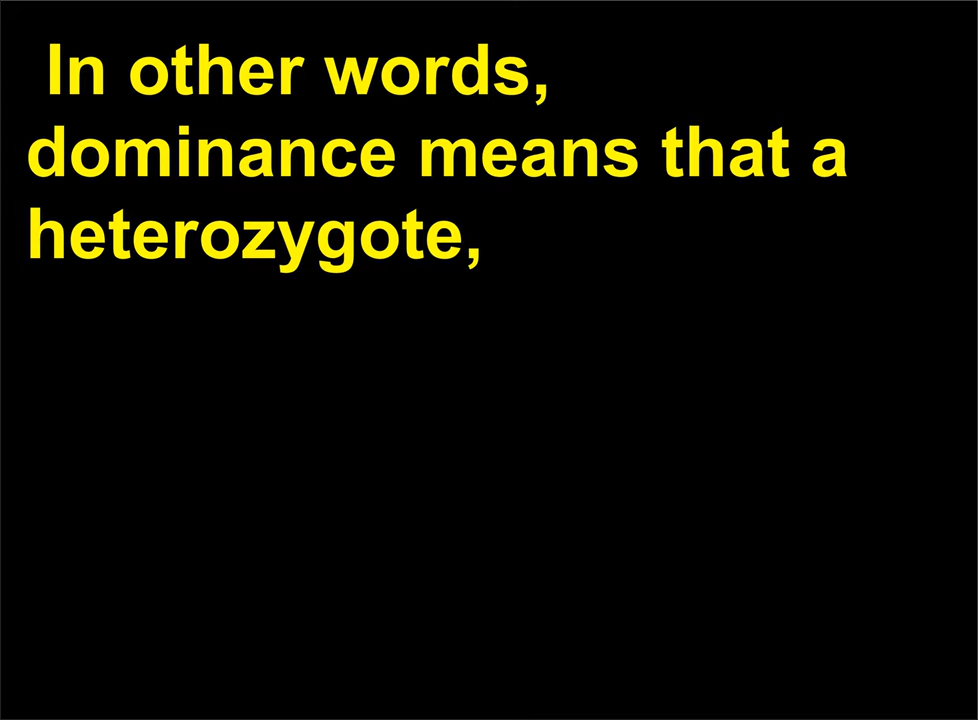 In other words,
dominance means that a
heterozygote,